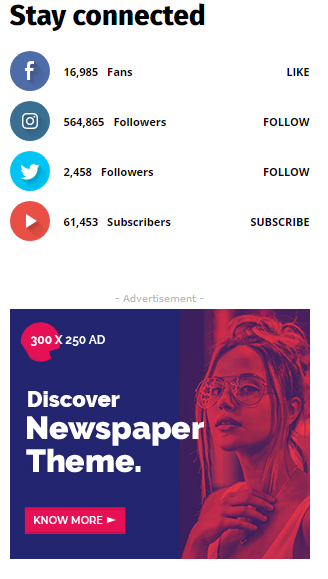 Stay connected
16,985 Fans LIKE
564,865 Followers FOLLOW
2,458 Followers FOLLOW
61,453 Subscribers SUBSCRIBE
- Advertisement -
300 X 250 AD
Discover
Newspaper
Theme.
KNOW MORE ►